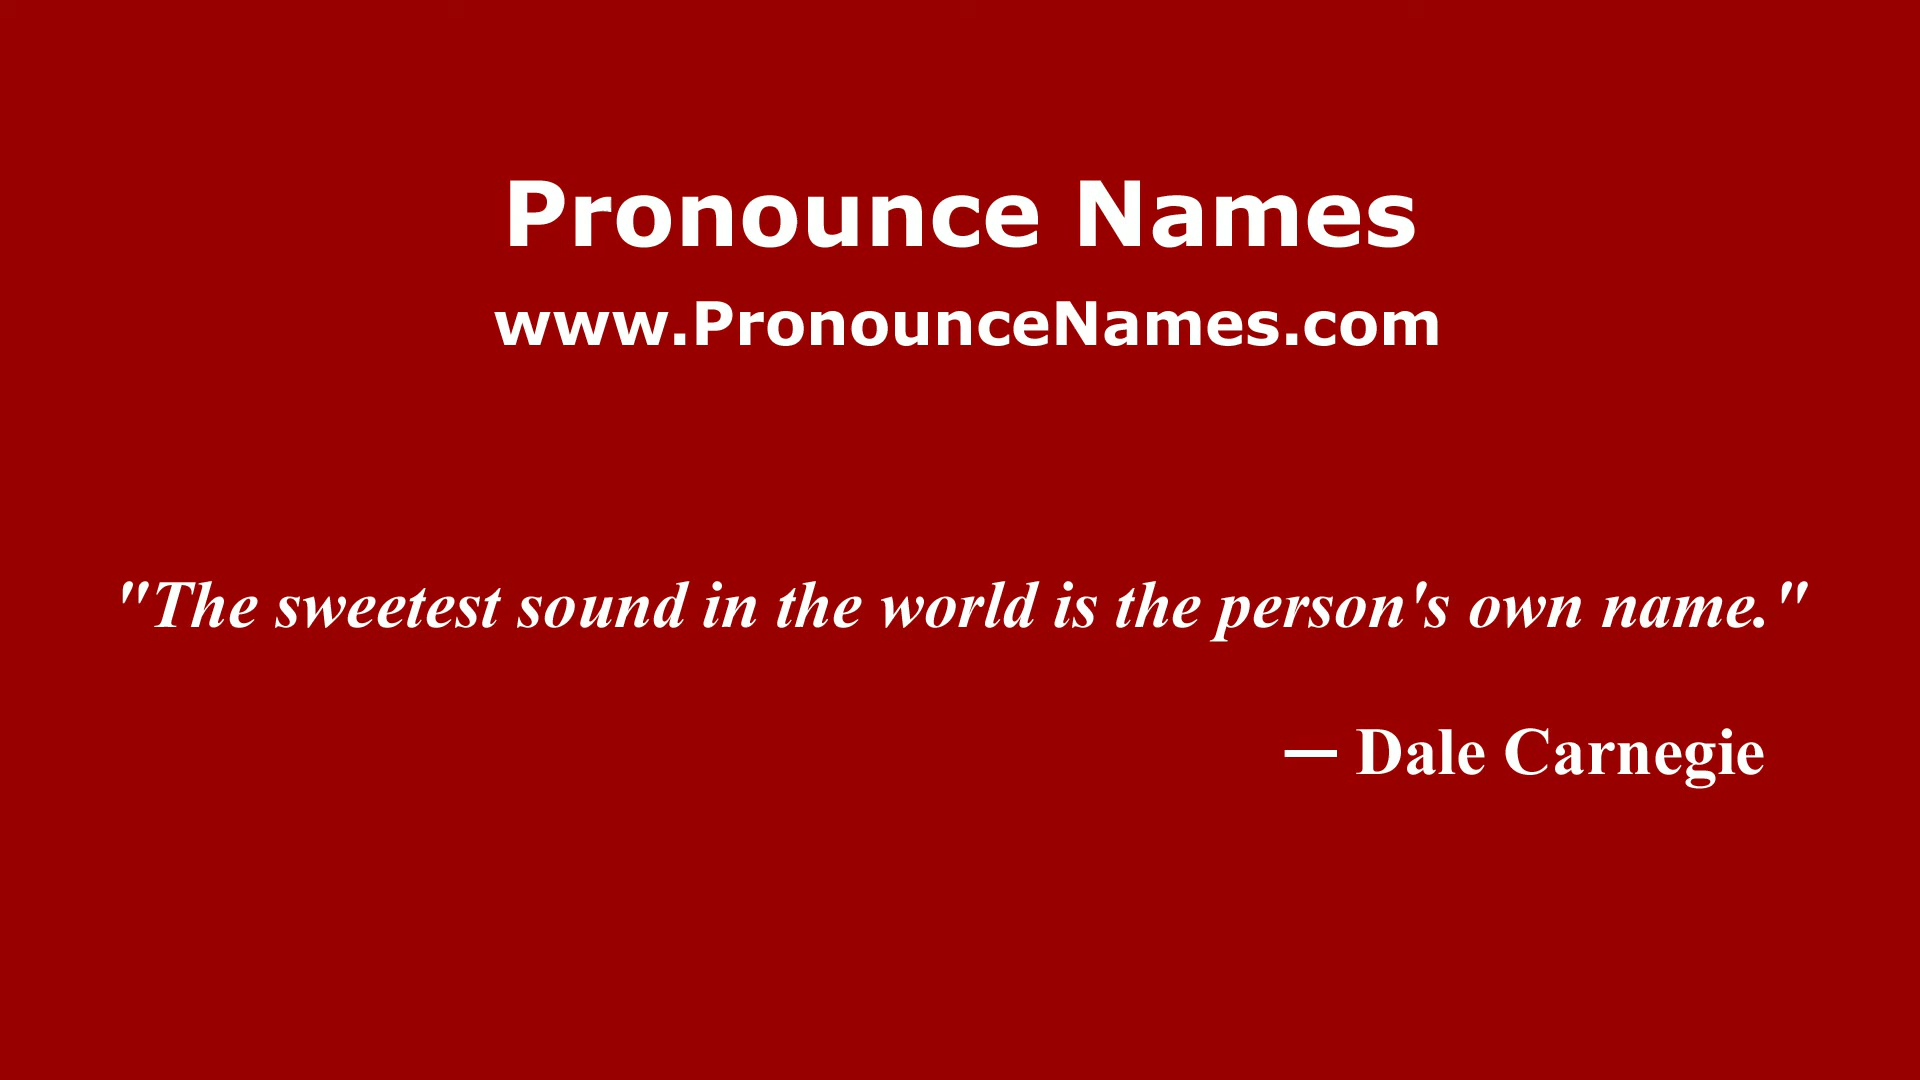 Pronounce Names
www.PronounceNames.com
"The sweetest sound in the world is the person's own name."
— Dale Carnegie